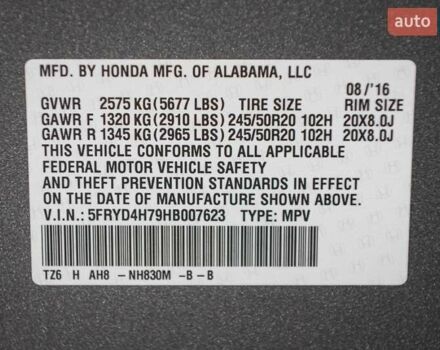 auto
MFD. BY HONDA MFG. OF ALABAMA, LLC
08/'16
GVWR 2575 KG(5677 LBS) TIRE SIZE RIM SIZE
GAWR F 1320 KG(2910 LBS) 245/50R20 102H 20X8.0J
GAWR R 1345 KG(2965 LBS) 245/50R20 102H 20X8.0J
THIS VEHICLE CONFORMS TO ALL APPLICABLE
FEDERAL MOTOR VEHICLE SAFETY
AND THEFT PREVENTION STANDARDS IN EFFECT
ON THE DATE OF MANUFACTURE SHOWN ABOVE.
V.I.N.: 5FRYD4H79HB007623 TYPE: MPV
TZ6 H AH8 - NH830M -B - B